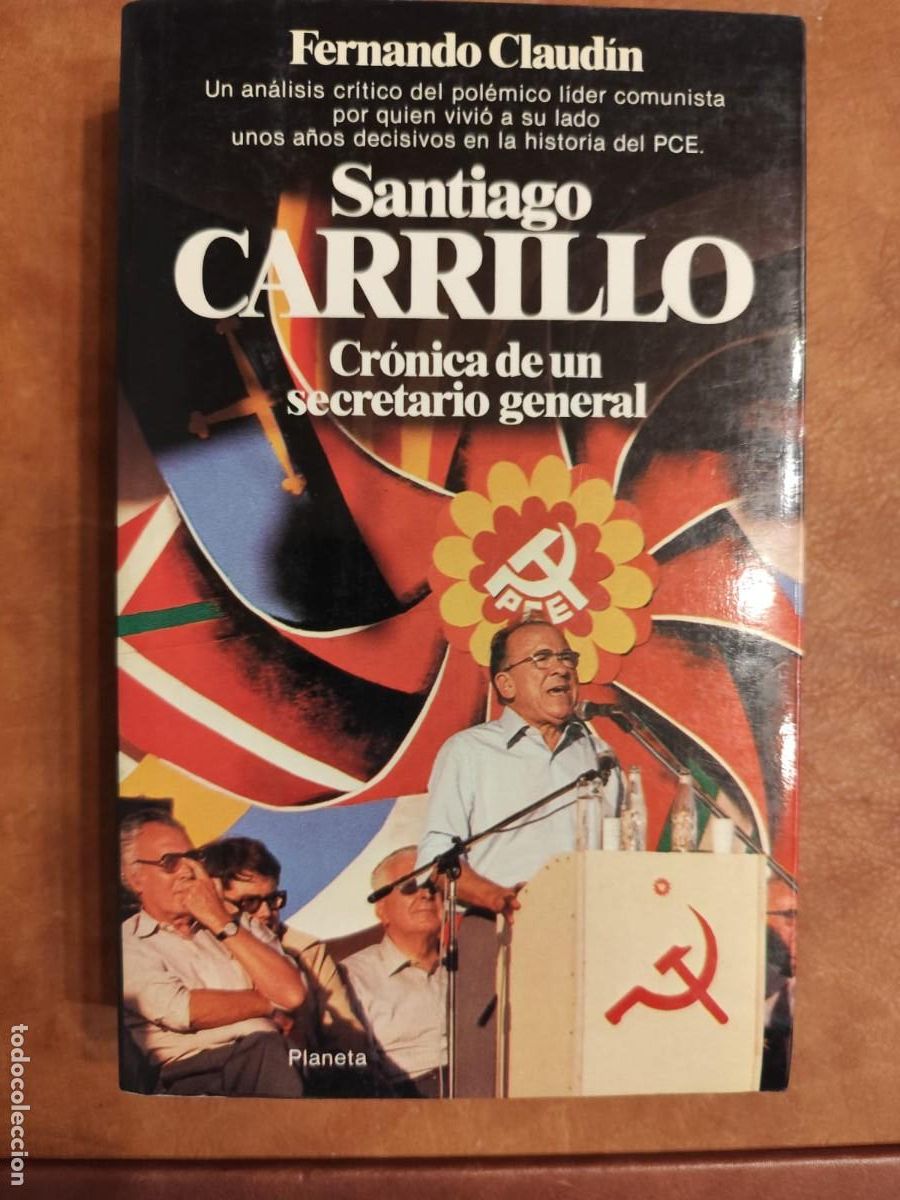 Fernando Claudín
Un análisis crítico del polémico líder comunista
por quien vivió a su lado
unos años decisivos en la historia del PCE.
Santiago
CARRILLO
Crónica de un
secretario general
PCE
Planeta
todocoleccion